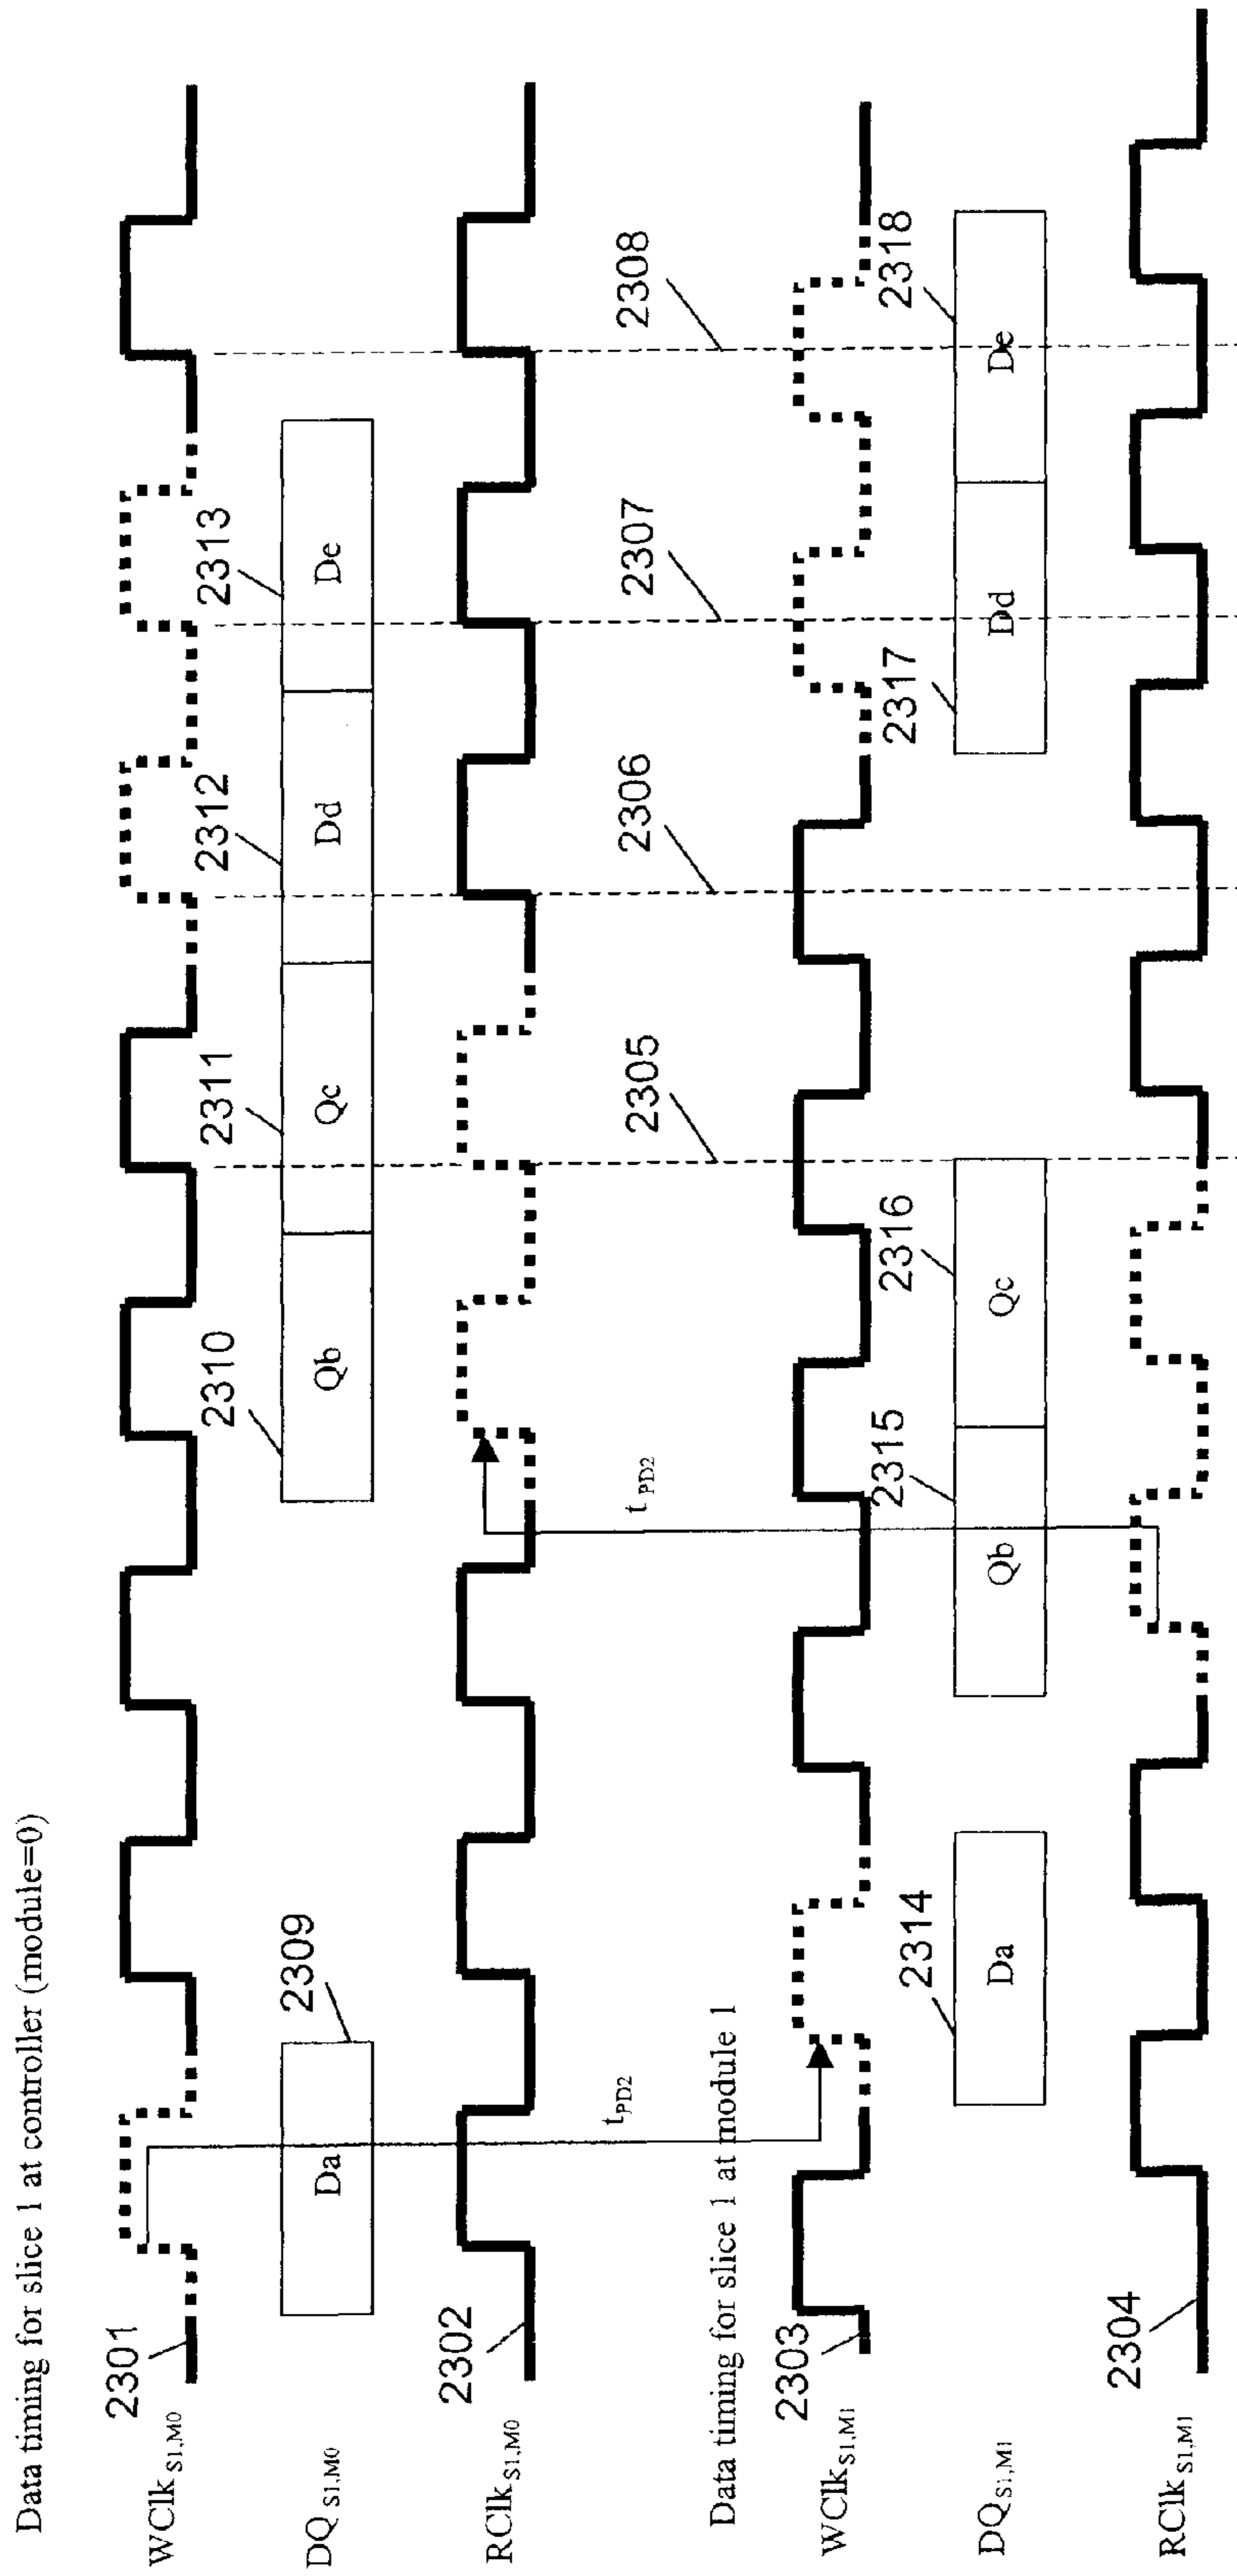 Data timing for slice 1 at controller (module=0)
2301
WClk S1,M0
2309
2310
2311
2312
2313
DQ S1,M0
Da
Qb
Qc
Dd
De
2302
RClk S1,M0
tPD2
tPD2
2305
2306
2307
2308
Data timing for slice 1 at module 1
2303
WClk S1,M1
2314
2315
2316
2317
2318
DQ S1,M1
Da
Qb
Qc
Dd
De
2304
RClk S1,M1